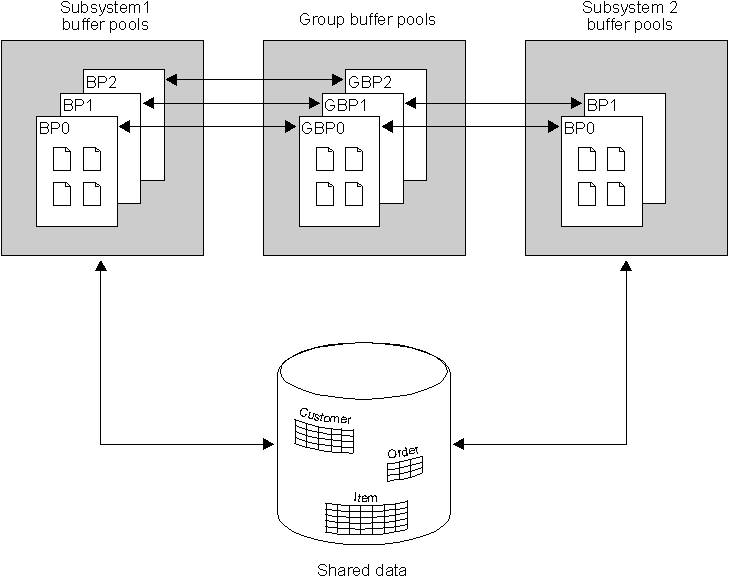 Subsystem1
buffer pools
Group buffer pools
Subsystem 2
buffer pools
BP2
BP1
BP0
GBP2
GBP1
GBP0
BP1
BP0
Customer
Order
Item
Shared data